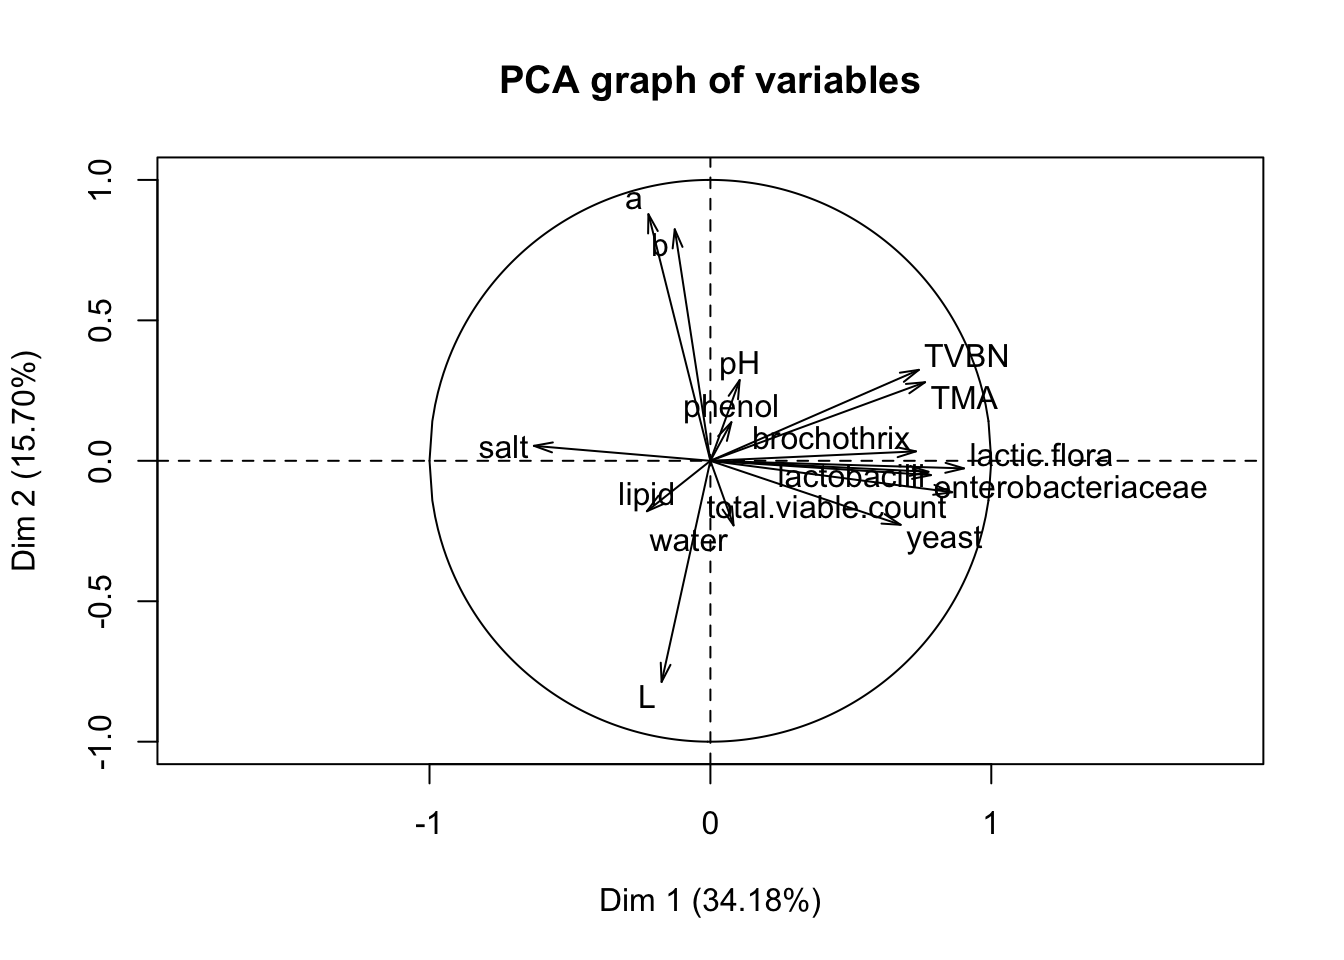 PCA graph of variables
1.0
0.5
0.0
-0.5
-1.0
Dim 2 (15.70%)
a
b
pH
phenol
TVBN
TMA
brochothrix
salt
lactic.flora
lactobacilli
enterobacteriaceae
lipid
total.viable.count
water
yeast
L
-1
0
1
Dim 1 (34.18%)